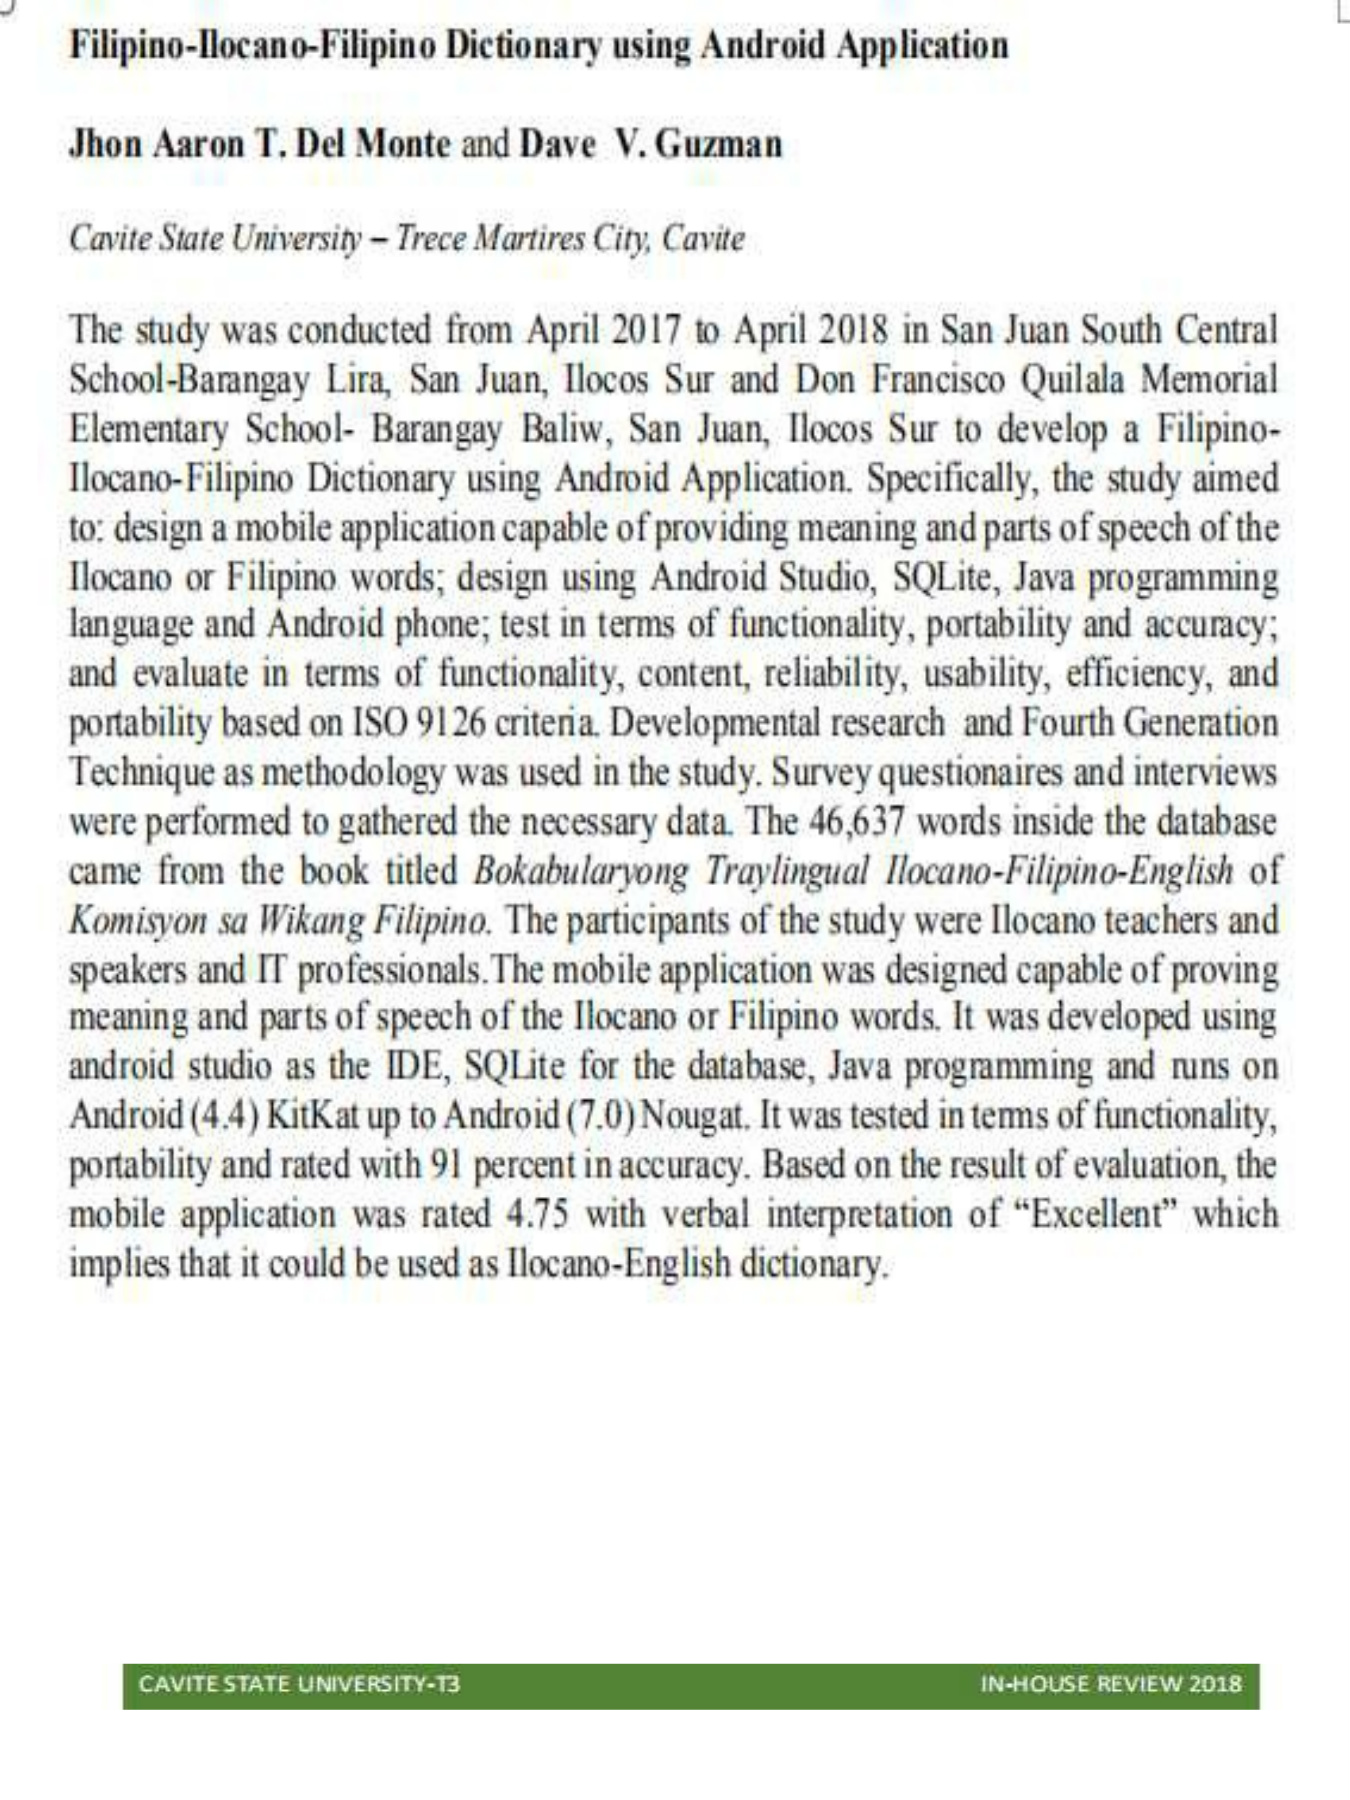 Filipino-Ilocano-Filipino Dictionary using Android Application
Jhon Aaron T. Del Monte and Dave V. Guzman
Cavite State University – Trece Martires City, Cavite
The study was conducted from April 2017 to April 2018 in San Juan South Central
School-Barangay Lira, San Juan, Ilocos Sur and Don Francisco Quilala Memorial
Elementary School- Barangay Baliw, San Juan, Ilocos Sur to develop a Filipino-
Ilocano-Filipino Dictionary using Android Application. Specifically, the study aimed
to: design a mobile application capable of providing meaning and parts of speech of the
Ilocano or Filipino words; design using Android Studio, SQLite, Java programming
language and Android phone; test in terms of functionality, portability and accuracy;
and evaluate in terms of functionality, content, reliability, usability, efficiency, and
portability based on ISO 9126 criteria. Developmental research and Fourth Generation
Technique as methodology was used in the study. Survey questionaires and interviews
were performed to gathered the necessary data. The 46,637 words inside the database
came from the book titled Bokabularyong Traylingual Ilocano-Filipino-English of
Komisyon sa Wikang Filipino. The participants of the study were Ilocano teachers and
speakers and IT professionals.The mobile application was designed capable of proving
meaning and parts of speech of the Ilocano or Filipino words. It was developed using
android studio as the IDE, SQLite for the database, Java programming and runs on
Android (4.4) KitKat up to Android (7.0) Nougat. It was tested in terms of functionality,
portability and rated with 91 percent in accuracy. Based on the result of evaluation, the
mobile application was rated 4.75 with verbal interpretation of “Excellent” which
implies that it could be used as Ilocano-English dictionary.
CAVITE STATE UNIVERSITY-T3 IN-HOUSE REVIEW 2018